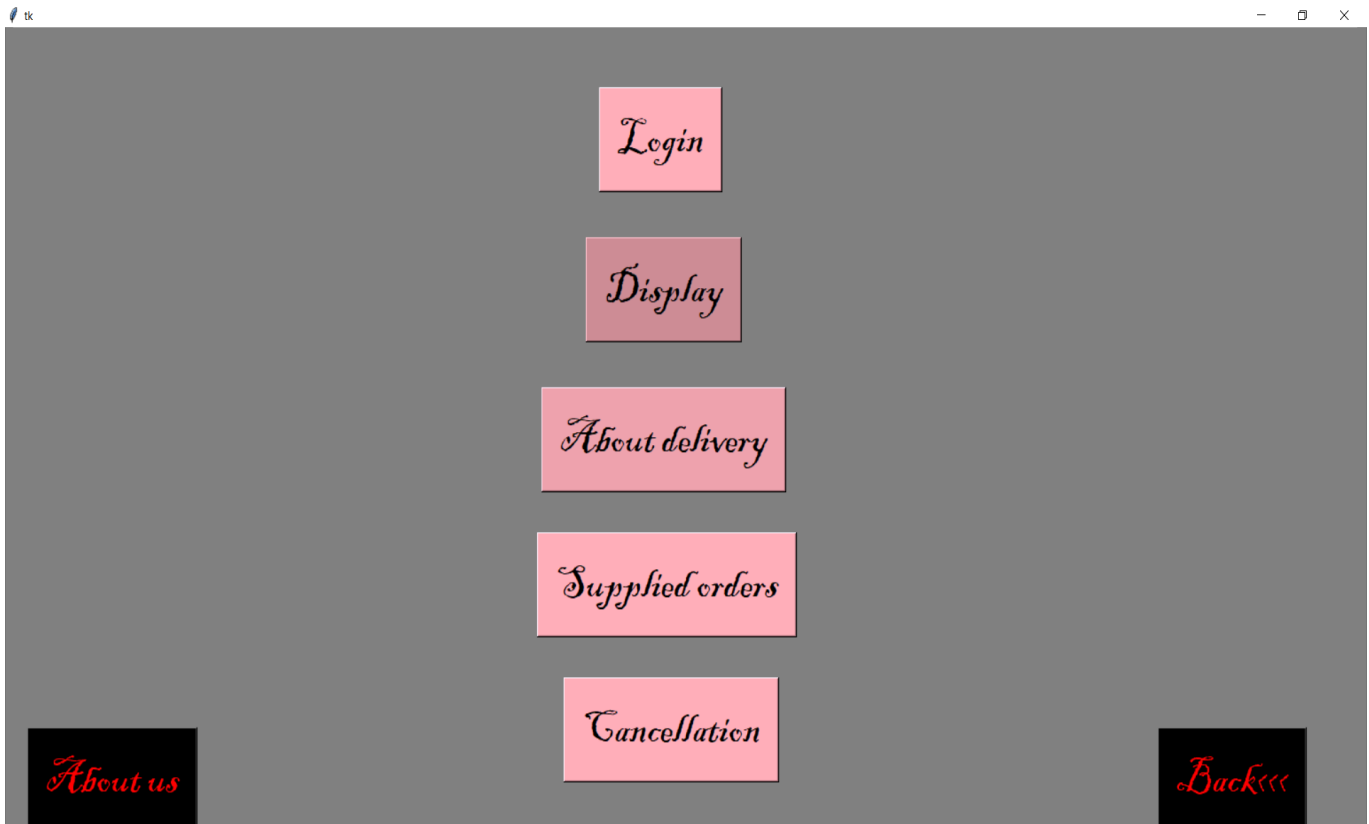 tk
Login
Display
About delivery
Supplied orders
Cancellation
About us
Back<<<